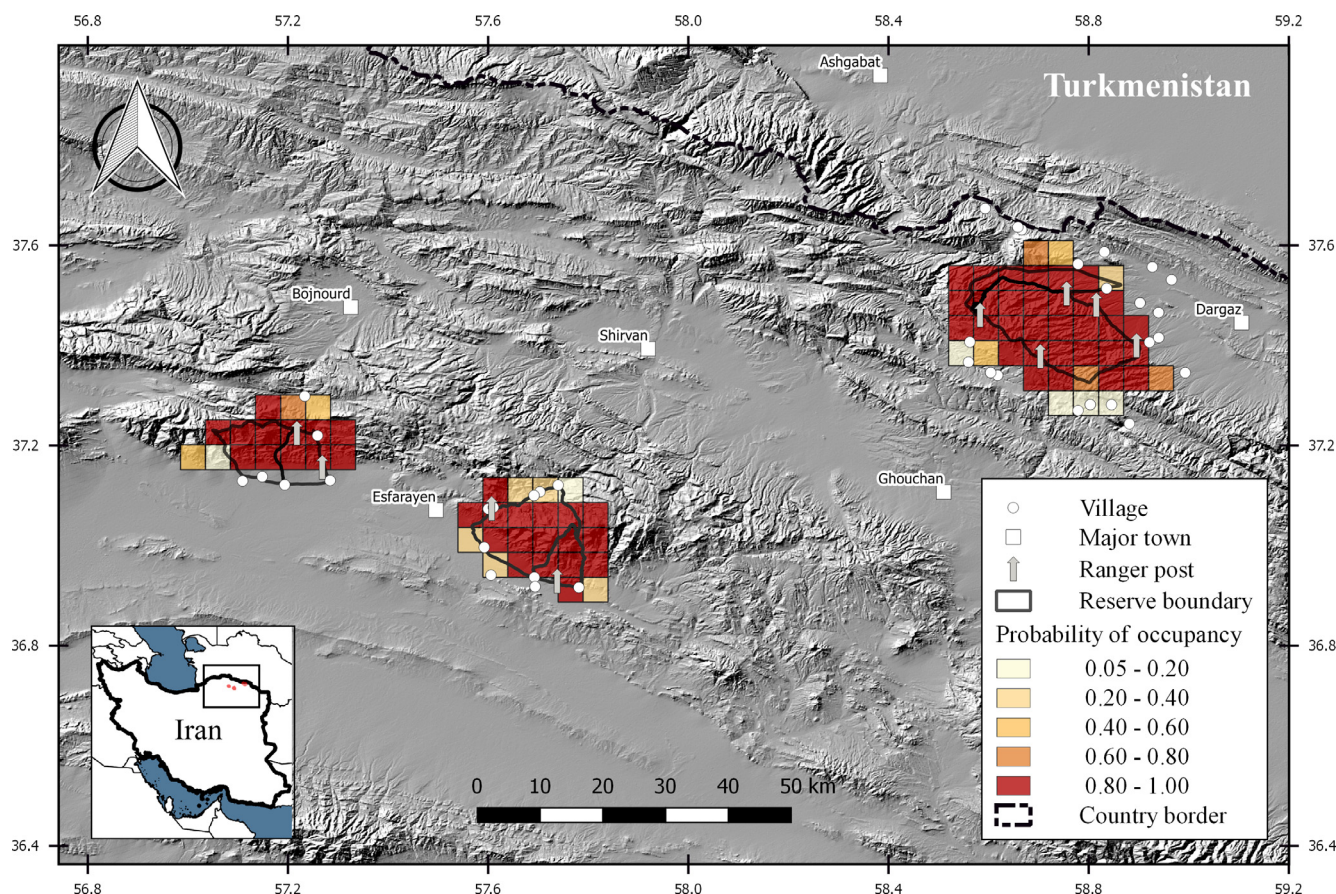 56.8 57.2 57.6 58.0 58.4 58.8 59.2
Ashgabat
Turkmenistan
37.6 37.6
Bojnourd
Shirvan
Dargaz
37.2 37.2
Esfarayen
Ghouchan
Village
Major town
Ranger post
Reserve boundary
Probability of occupancy
0.05 - 0.20
0.20 - 0.40
0.40 - 0.60
0.60 - 0.80
0.80 - 1.00
Country border
36.8 36.8
Iran
0 10 20 30 40 50 km
36.4 36.4
56.8 57.2 57.6 58.0 58.4 58.8 59.2